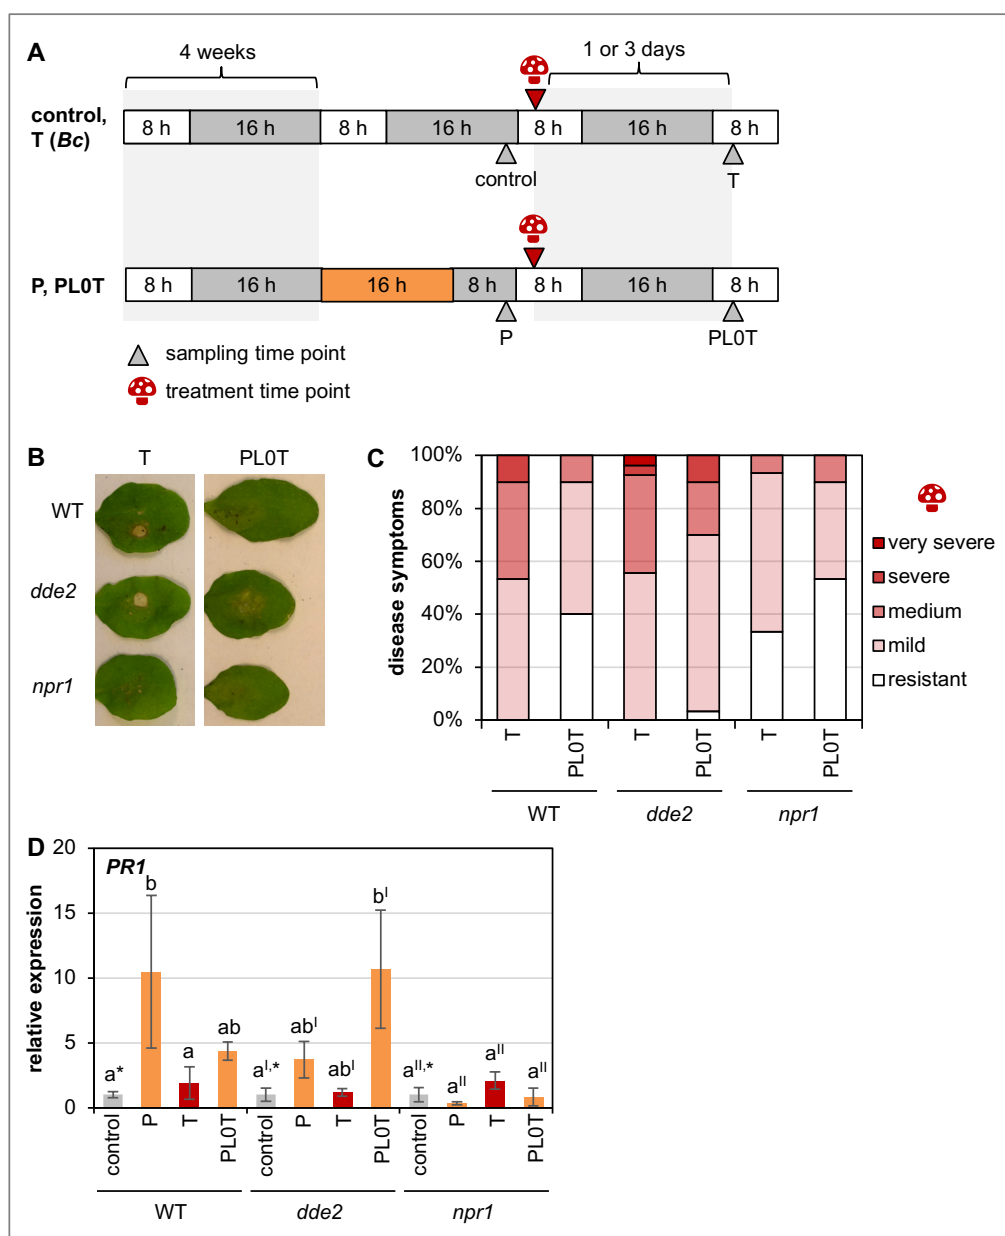 A
4 weeks
1 or 3 days
control,
T (Bc)
8 h 16 h 8 h 16 h 8 h 16 h 8 h
control
T
P, PL0T
8 h 16 h 16 h 8 h 8 h 16 h 8 h
P
PL0T
sampling time point
treatment time point
B
T PL0T
WT
dde2
npr1
C
disease symptoms
100%
80%
60%
40%
20%
0%
T PL0T T PL0T T PL0T
WT dde2 npr1
very severe
severe
medium
mild
resistant
D
PR1
relative expression
20
15
10
5
0
a* b a ab aI,* abI abI bI aII,* aII aII aII
control P T PL0T control P T PL0T control P T PL0T
WT dde2 npr1